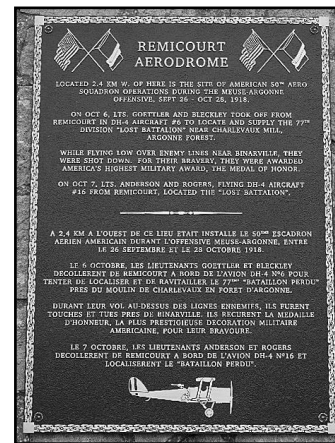 REMICOURT
AERODROME
LOCATED 2.4 KM W. OF HERE IS THE SITE OF AMERICAN 50TH AERO
SQUADRON OPERATIONS DURING THE MEUSE-ARGONNE
OFFENSIVE, SEPT 26 - OCT 28, 1918.
ON OCT 6, LTS. GOETTLER AND BLECKLEY TOOK OFF FROM
REMICOURT IN DH-4 AIRCRAFT #6 TO LOCATE AND SUPPLY THE 77TH
DIVISION "LOST BATTALION" NEAR CHARLEVAUX MILL,
ARGONNE FOREST.
WHILE FLYING LOW OVER ENEMY LINES NEAR BINARVILLE, THEY
WERE SHOT DOWN. FOR THEIR BRAVERY, THEY WERE AWARDED
AMERICA'S HIGHEST MILITARY AWARD, THE MEDAL OF HONOR.
ON OCT 7, LTS. ANDERSON AND ROGERS, FLYING DH-4 AIRCRAFT
#16 FROM REMICOURT, LOCATED THE "LOST BATTALION".
A 2,4 KM A L'OUEST DE CE LIEU ETAIT INSTALLE LE 50EME ESCADRON
AERIEN AMERICAIN DURANT L'OFFENSIVE MEUSE-ARGONNE, ENTRE
LE 26 SEPTEMBRE ET LE 28 OCTOBRE 1918.
LE 6 OCTOBRE, LES LIEUTENANTS GOETTLER ET BLECKLEY
DECOLLERENT DE REMICOURT A BORD DE L'AVION DH-4 Nº6 POUR
TENTER DE LOCALISER ET DE RAVITAILLER LE 77EME "BATAILLON PERDU"
PRES DU MOULIN DE CHARLEVAUX EN FORET D'ARGONNE.
DURANT LEUR VOL AU-DESSUS DES LIGNES ENNEMIES, ILS FURENT
TOUCHES ET TUES PRES DE BINARVILLE. ILS RECURENT LA MEDAILLE
D'HONNEUR, LA PLUS PRESTIGIEUSE DECORATION MILITAIRE
AMERICAINE, POUR LEUR BRAVOURE.
LE 7 OCTOBRE, LES LIEUTENANTS ANDERSON ET ROGERS
DECOLLERENT DE REMICOURT A BORD DE L'AVION DH-4 Nº16 ET
LOCALISERENT LE "BATAILLON PERDU".